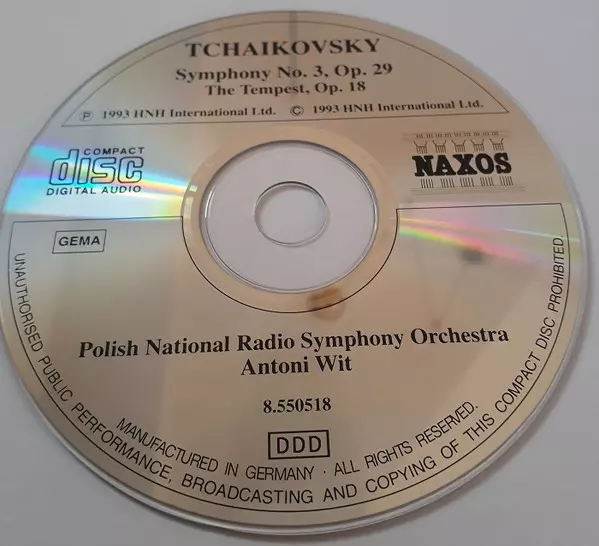 TCHAIKOVSKY
Symphony No. 3, Op. 29
The Tempest, Op. 18
℗ 1993 HNH International Ltd. © 1993 HNH International Ltd.
COMPACT
disc
DIGITAL AUDIO
NAXOS
GEMA
Polish National Radio Symphony Orchestra
Antoni Wit
8.550518
DDD
MANUFACTURED IN GERMANY · ALL RIGHTS RESERVED.
UNAUTHORISED PUBLIC PERFORMANCE, BROADCASTING AND COPYING OF THIS COMPACT DISC PROHIBITED